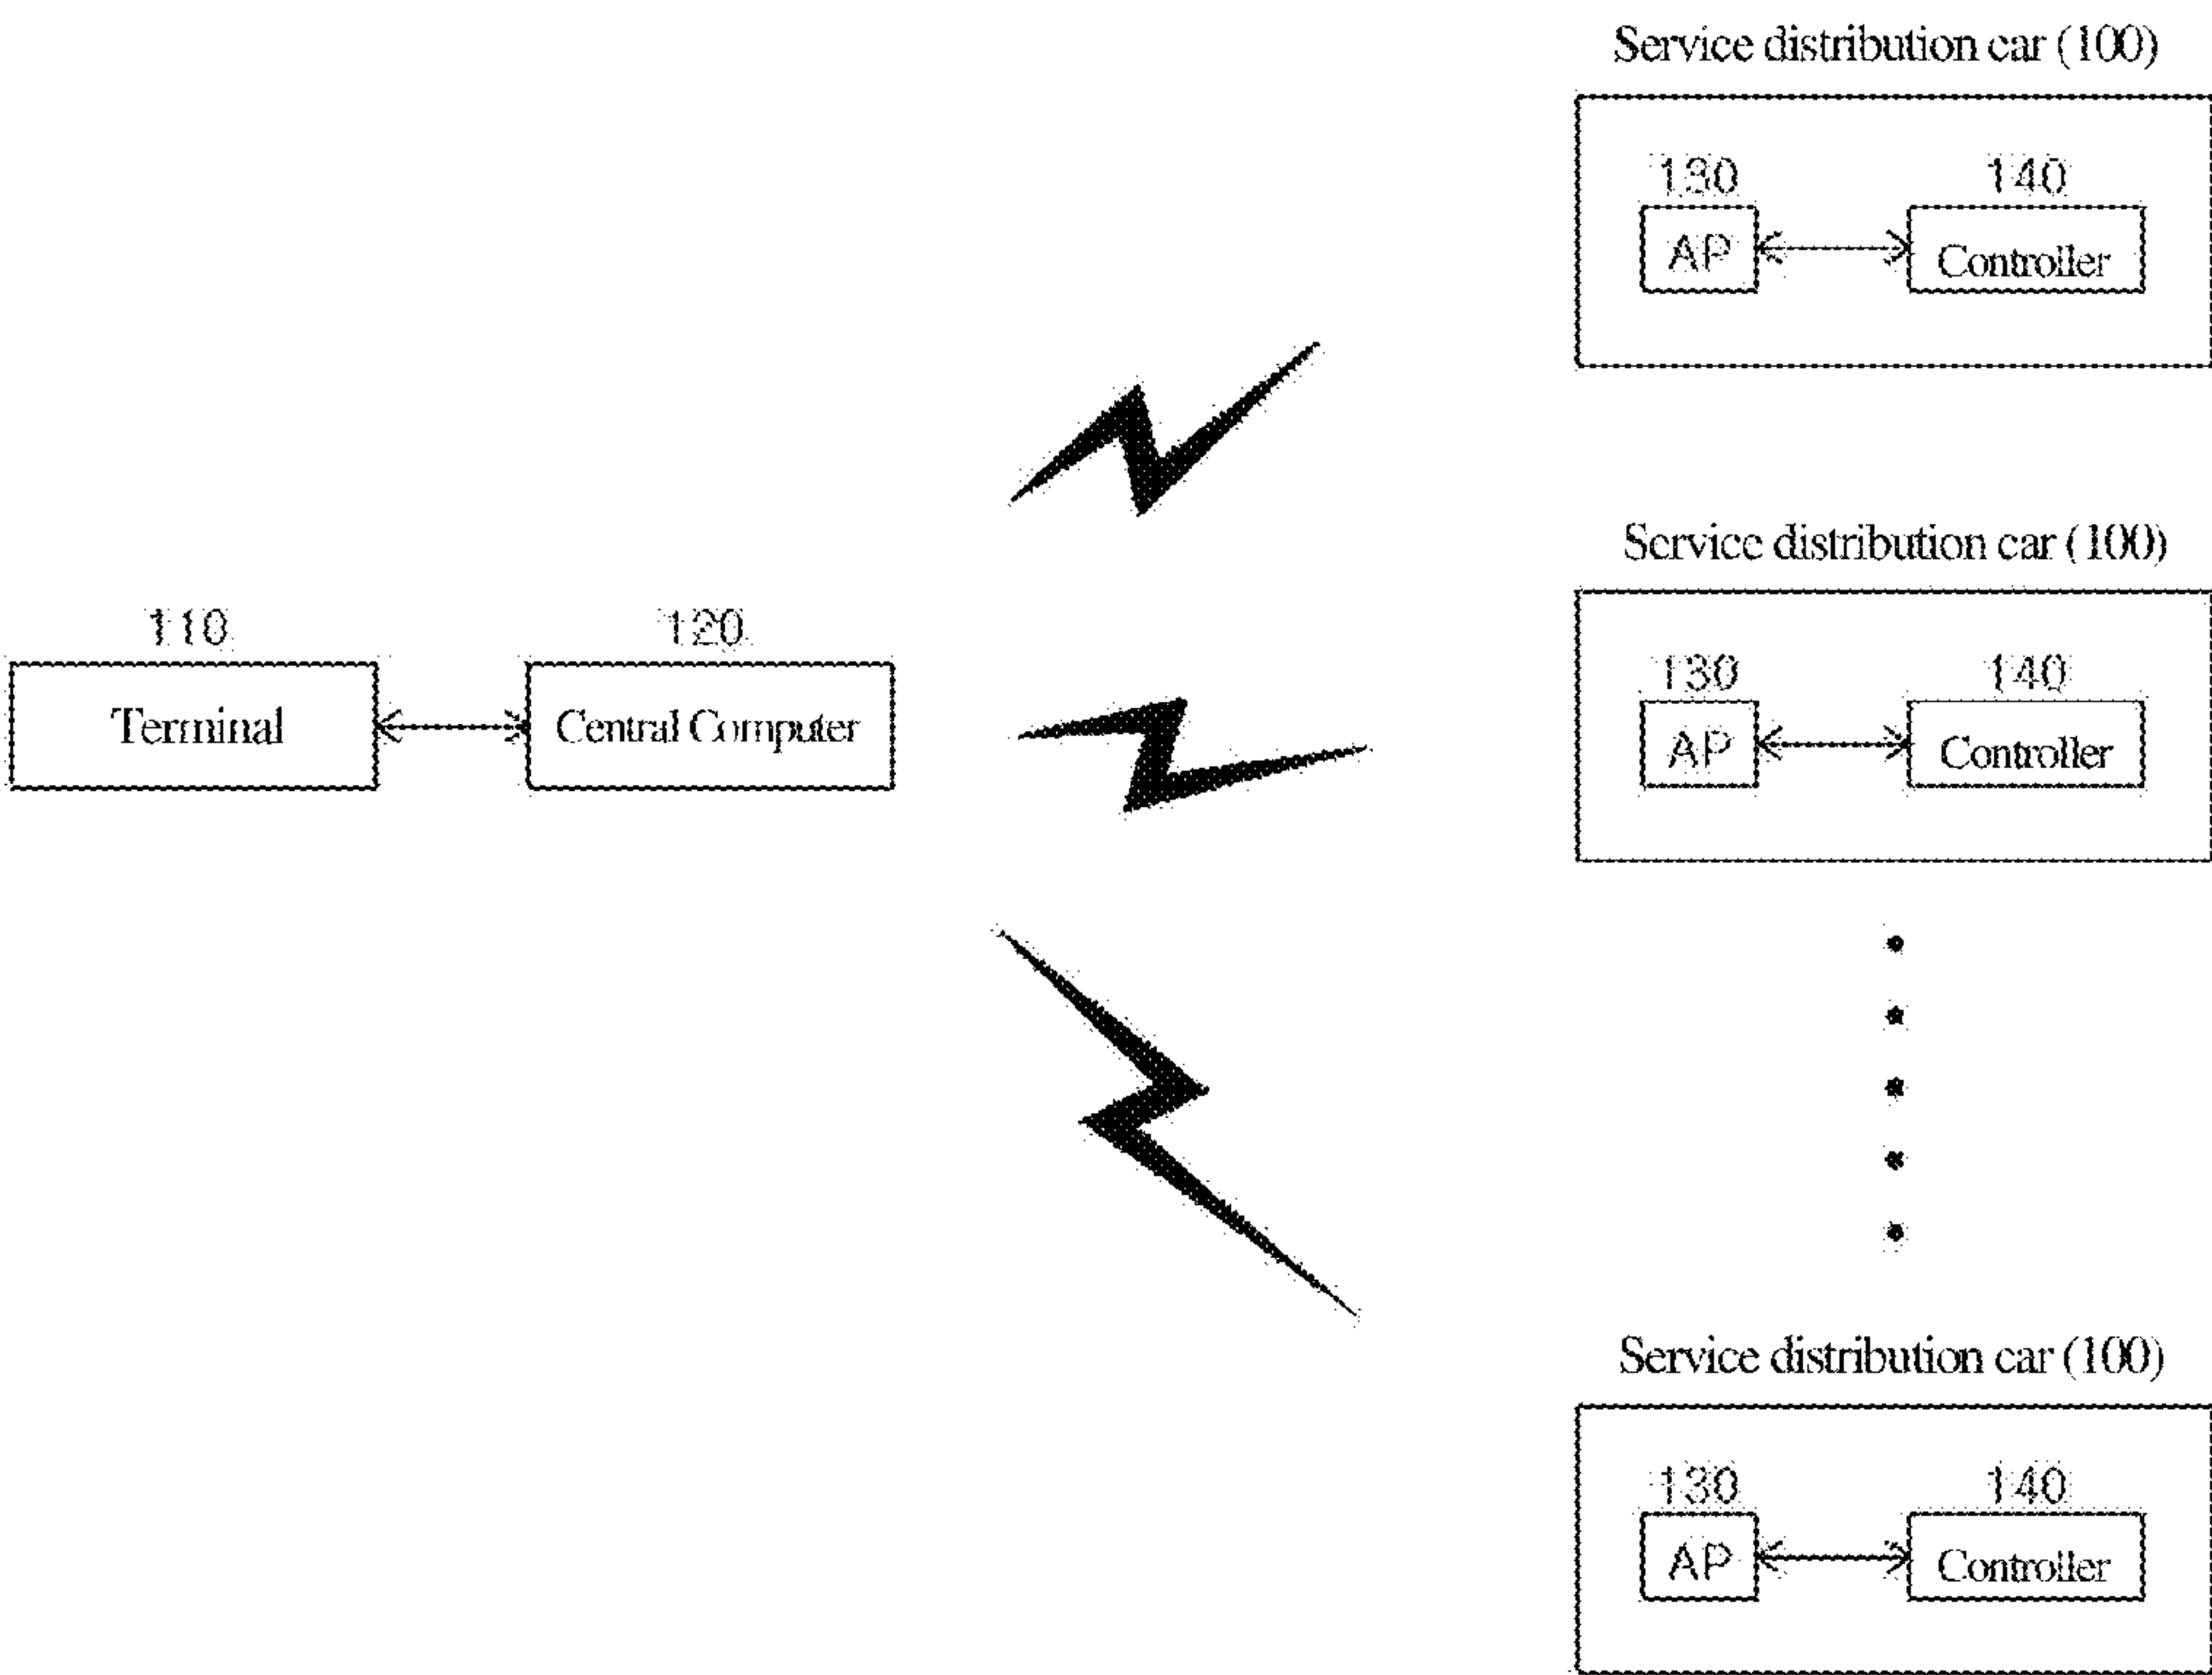 Service distribution car (100)
130 140
AP Controller
Service distribution car (100)
110 120
Terminal Central Computer
130 140
AP Controller
Service distribution car (100)
130 140
AP Controller